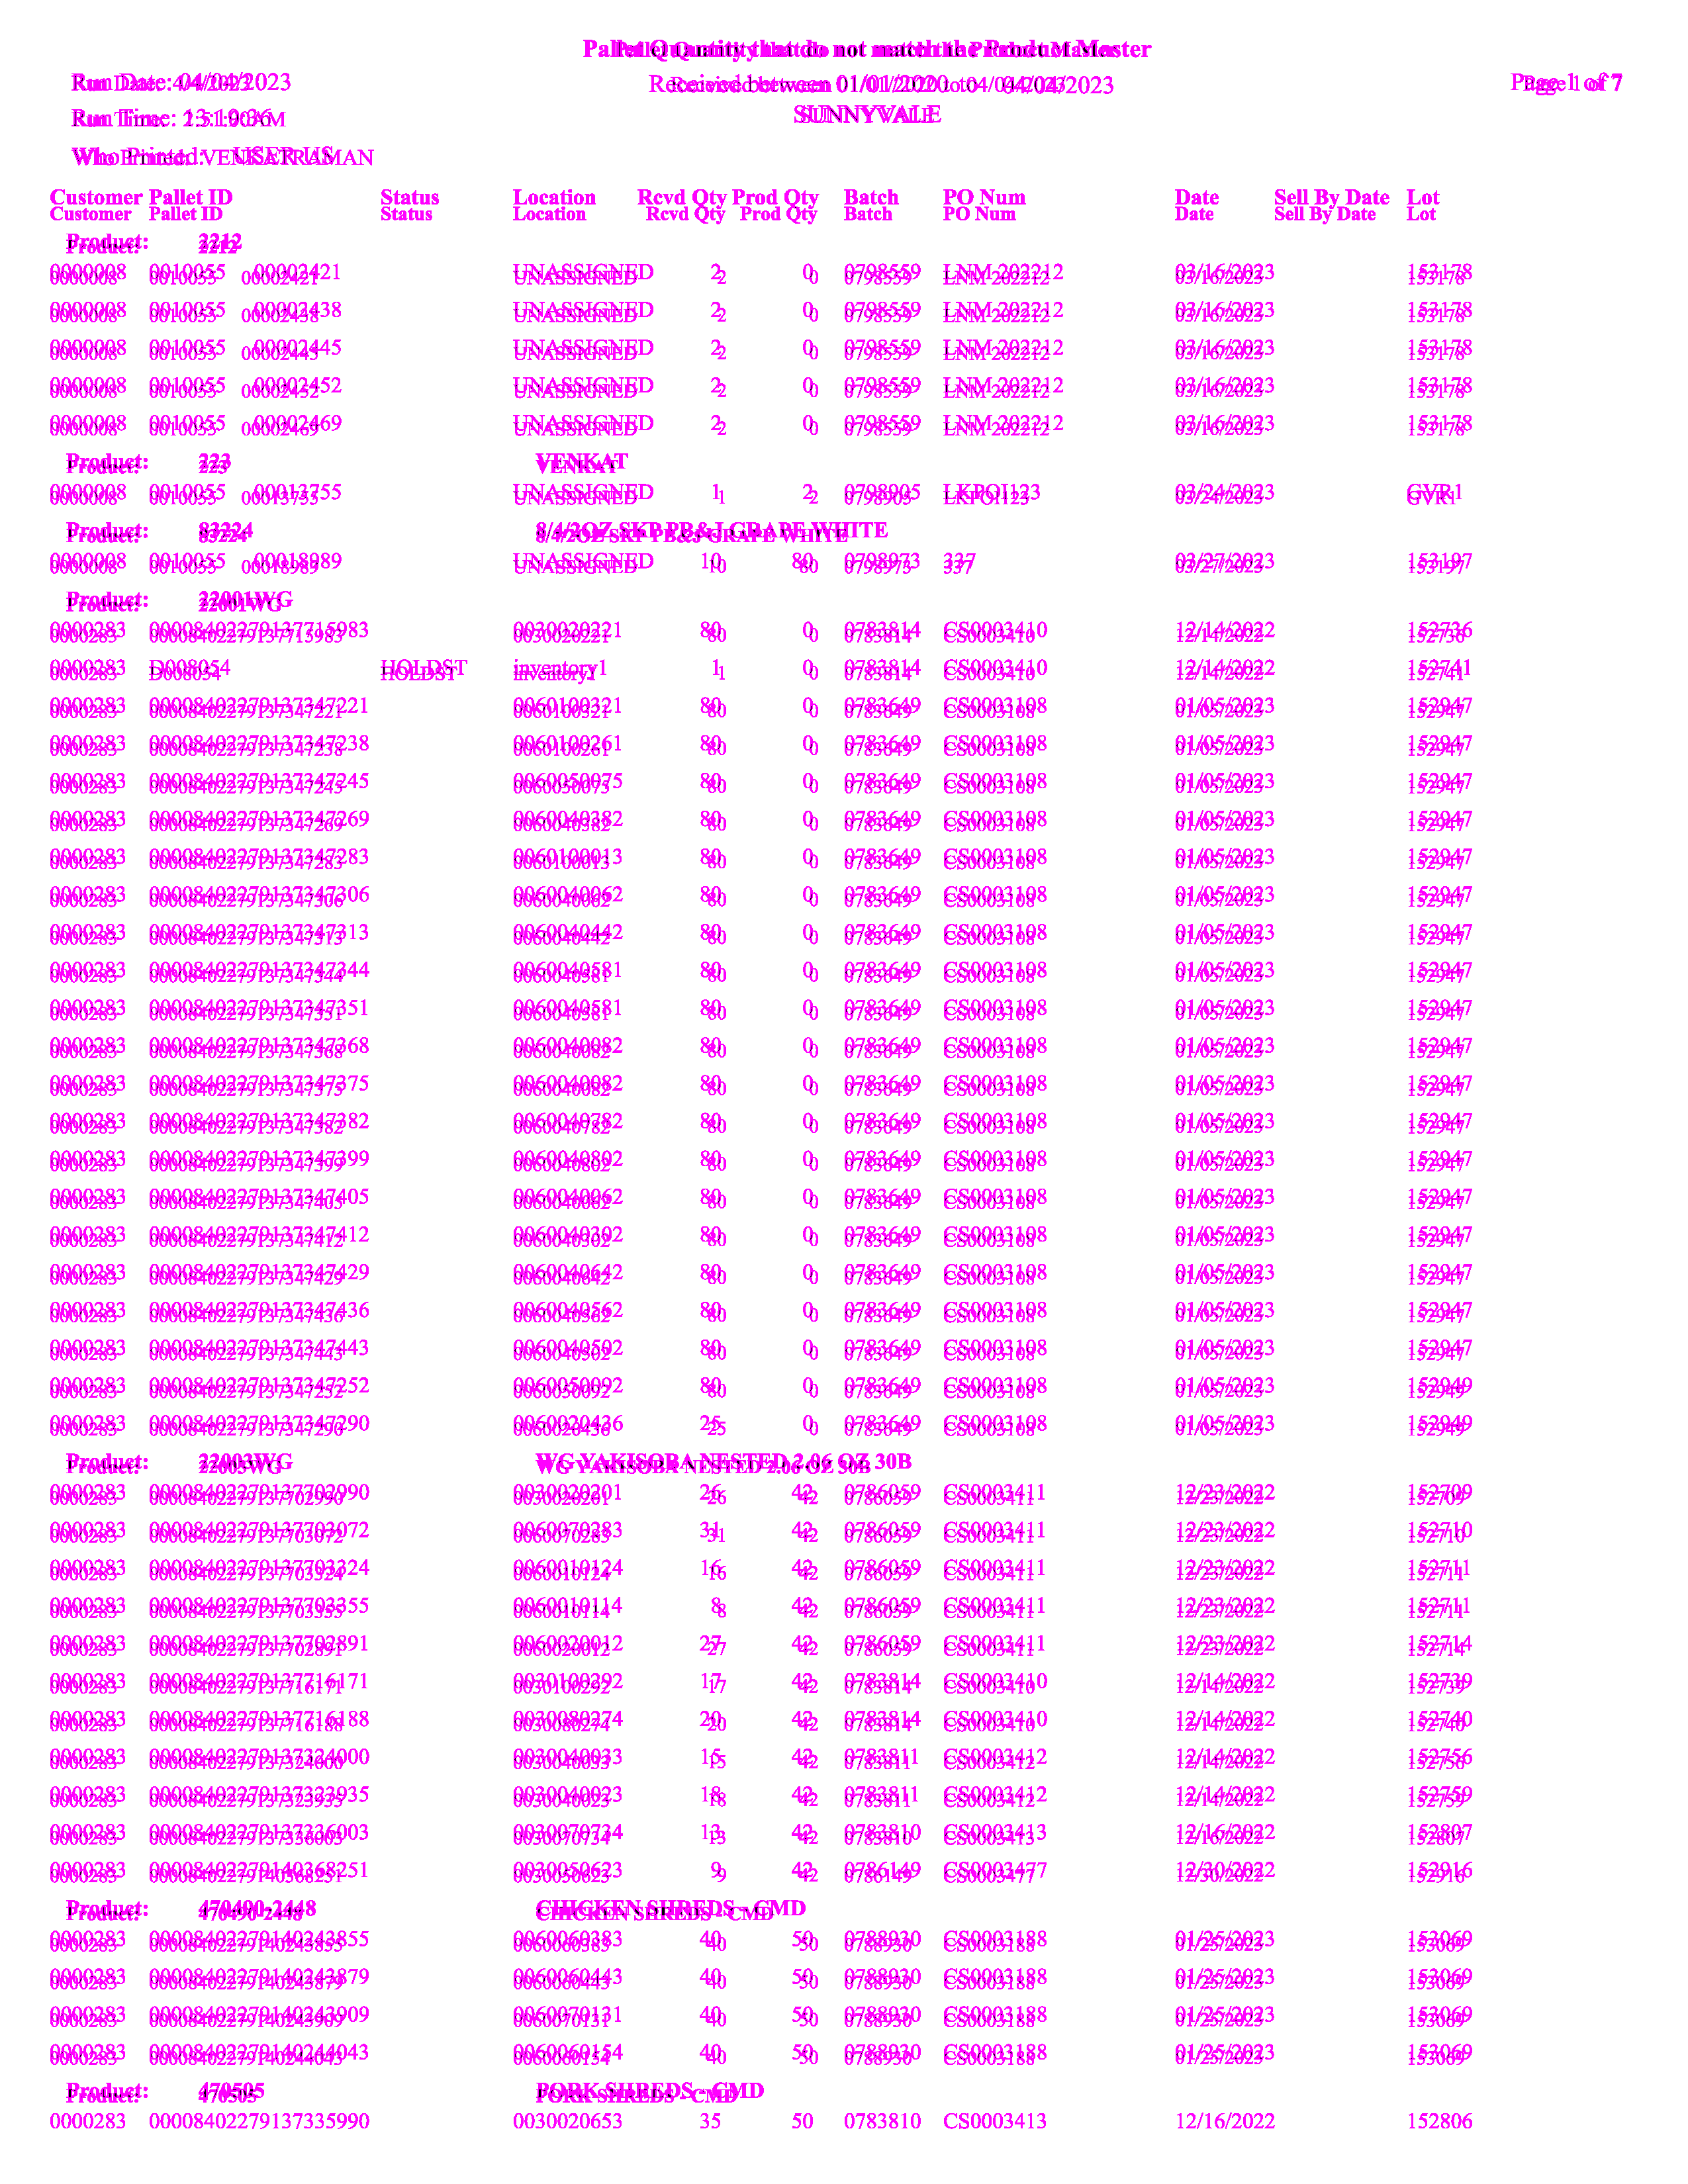 Pallet Quantity that do not match the Product Master
Run Date: 04/04/2023 Received between 01/01/2020 to 04/04/2023 Page 1 of 7
Run Time: SUNNYVALE
Who Printed: VENKATRAMAN
Customer Pallet ID Status Location Rcvd Qty Prod Qty Batch PO Num Date Sell By Date Lot
Customer Pallet ID Status Location Rcvd Qty Prod Qty Batch PO Num Date Sell By Date Lot
Product: 2212
0000008 0010055 00002421 UNASSIGNED 2 0 0798559 LNM 202212 03/16/2023 153178
0000008 0010055 00002438 UNASSIGNED 2 0 0798559 LNM 202212 03/16/2023 153178
0000008 0010055 00002445 UNASSIGNED 2 0 0798559 LNM 202212 03/16/2023 153178
0000008 0010055 00002452 UNASSIGNED 2 0 0798559 LNM 202212 03/16/2023 153178
0000008 0010055 00002469 UNASSIGNED 2 0 0798559 LNM 202212 03/16/2023 153178
Product: 223 VENKAT
0000008 0010055 00013755 UNASSIGNED 1 2 0798905 LKPOI123 03/24/2023 GVR1
Product: 83224 8/4/2OZ SKP PB& J GRAPE WHITE
0000008 0010055 00018989 UNASSIGNED 10 80 0798973 337 03/27/2023 153197
Product: 22001WG
0000283 00008402279137715983 0030020221 80 0 0783814 CS0003410 12/14/2022 152736
0000283 D008054 HOLDST inventory1 1 0 0783814 CS0003410 12/14/2022 152741
0000283 00008402279137347221 0060100321 80 0 0783649 CS0003108 01/05/2023 152947
0000283 00008402279137347238 0060100261 80 0 0783649 CS0003108 01/05/2023 152947
0000283 00008402279137347245 0060050075 80 0 0783649 CS0003108 01/05/2023 152947
0000283 00008402279137347269 0060040382 80 0 0783649 CS0003108 01/05/2023 152947
0000283 00008402279137347283 0060100013 80 0 0783649 CS0003108 01/05/2023 152947
0000283 00008402279137347306 0060040062 80 0 0783649 CS0003108 01/05/2023 152947
0000283 00008402279137347313 0060040442 80 0 0783649 CS0003108 01/05/2023 152947
0000283 00008402279137347344 0060040581 80 0 0783649 CS0003108 01/05/2023 152947
0000283 00008402279137347351 0060040581 80 0 0783649 CS0003108 01/05/2023 152947
0000283 00008402279137347368 0060040082 80 0 0783649 CS0003108 01/05/2023 152947
0000283 00008402279137347375 0060040082 80 0 0783649 CS0003108 01/05/2023 152947
0000283 00008402279137347382 0060040782 80 0 0783649 CS0003108 01/05/2023 152947
0000283 00008402279137347399 0060040802 80 0 0783649 CS0003108 01/05/2023 152947
0000283 00008402279137347405 0060040062 80 0 0783649 CS0003108 01/05/2023 152947
0000283 00008402279137347412 0060040302 80 0 0783649 CS0003108 01/05/2023 152947
0000283 00008402279137347429 0060040642 80 0 0783649 CS0003108 01/05/2023 152947
0000283 00008402279137347436 0060040562 80 0 0783649 CS0003108 01/05/2023 152947
0000283 00008402279137347443 0060040502 80 0 0783649 CS0003108 01/05/2023 152947
0000283 00008402279137347252 0060050092 80 0 0783649 CS0003108 01/05/2023 152949
0000283 00008402279137347290 0060020436 25 0 0783649 CS0003108 01/05/2023 152949
Product: 22003WG WG YAKISOBA NESTED 2.06 OZ 30B
0000283 00008402279137702990 0030020201 26 42 0786059 CS0003411 12/23/2022 152709
0000283 00008402279137703072 0060070283 31 42 0786059 CS0003411 12/23/2022 152710
0000283 00008402279137703324 0060010124 16 42 0786059 CS0003411 12/23/2022 152711
0000283 00008402279137703355 0060010114 8 42 0786059 CS0003411 12/23/2022 152711
0000283 00008402279137702891 0060020012 27 42 0786059 CS0003411 12/23/2022 152714
0000283 00008402279137716171 0030100292 17 42 0783814 CS0003410 12/14/2022 152739
0000283 00008402279137716188 0030080274 20 42 0783814 CS0003410 12/14/2022 152740
0000283 00008402279137324000 0030040033 15 42 0783811 CS0003412 12/14/2022 152756
0000283 00008402279137323935 0030040023 18 42 0783811 CS0003412 12/14/2022 152759
0000283 00008402279137336003 0030070734 13 42 0783810 CS0003413 12/16/2022 152807
0000283 00008402279140368251 0030050623 9 42 0786149 CS0003477 12/30/2022 152916
Product: 470490-2448 CHICKEN SHREDS - CMD
0000283 00008402279140243855 0060060383 40 50 0788930 CS0003188 01/25/2023 153069
0000283 00008402279140243879 0060060443 40 50 0788930 CS0003188 01/25/2023 153069
0000283 00008402279140243909 0060070131 40 50 0788930 CS0003188 01/25/2023 153069
0000283 00008402279140244043 0060060154 40 50 0788930 CS0003188 01/25/2023 153069
Product: 470505 PORK SHREDS - CMD
0000283 00008402279137335990 0030020653 35 50 0783810 CS0003413 12/16/2022 152806